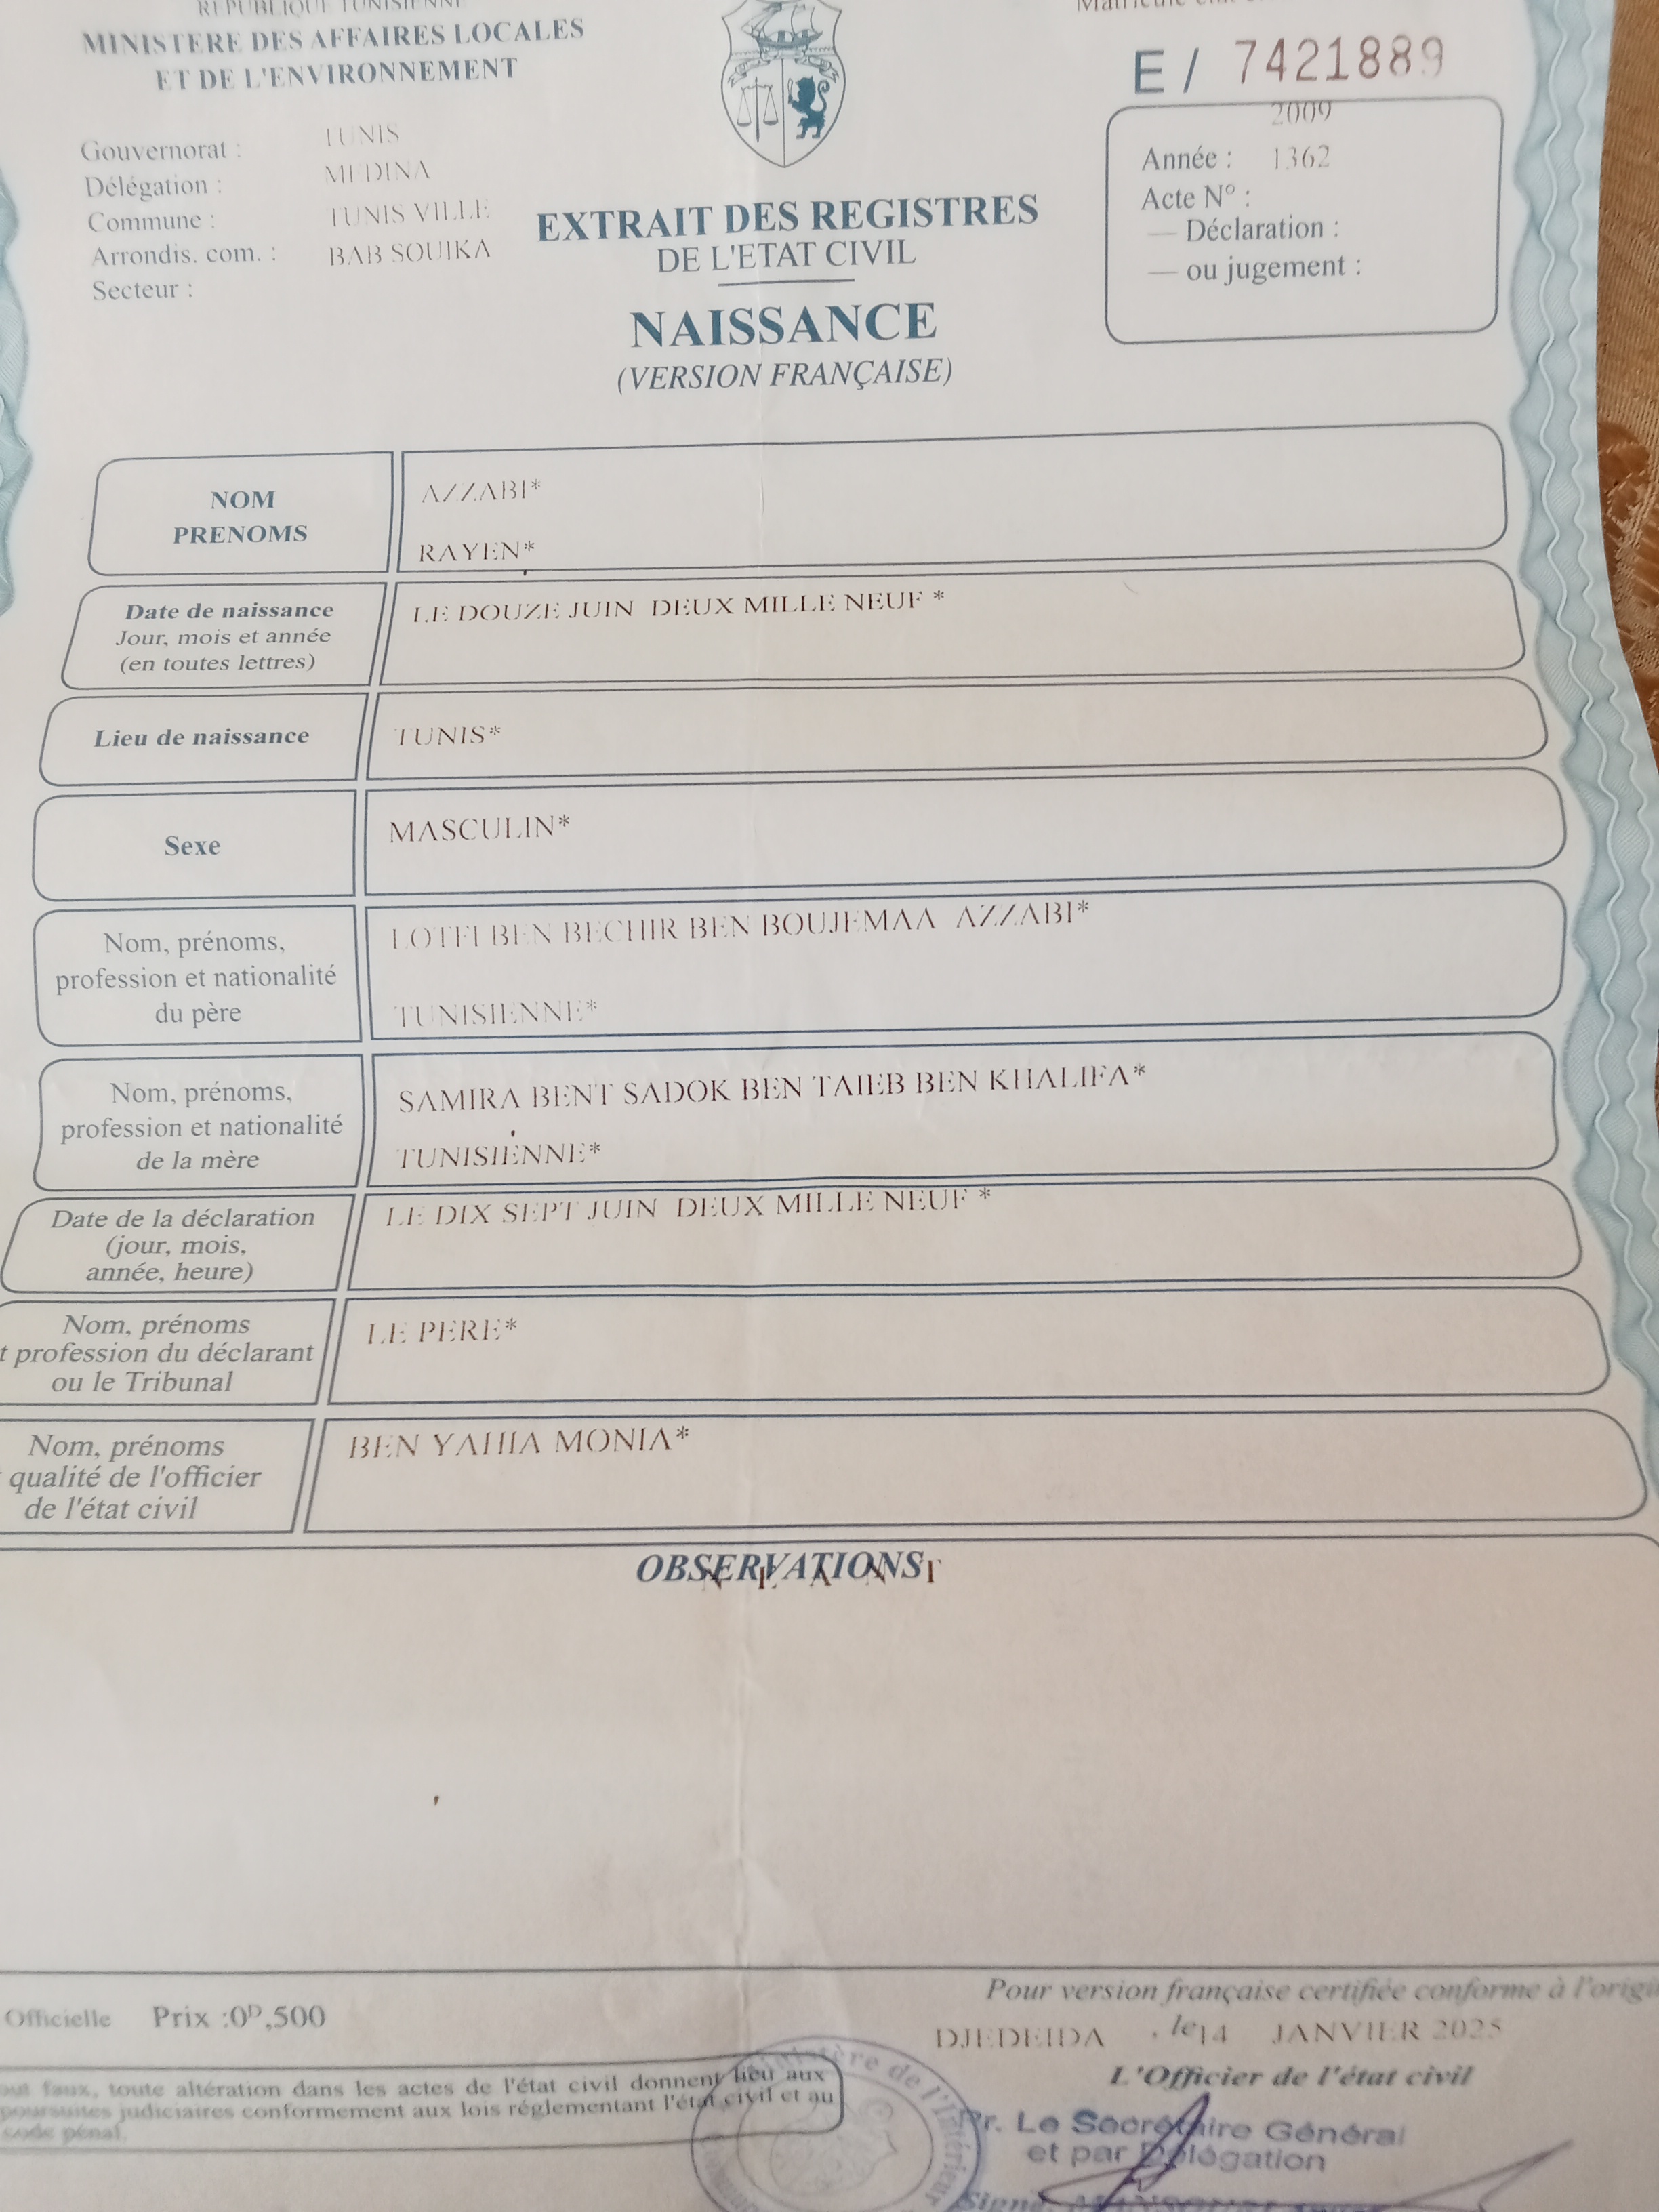 REPUBLIQUE TUNISIENNE
MINISTERE DES AFFAIRES LOCALES
ET DE L'ENVIRONNEMENT
Matricule
E / 7421889
Gouvernorat : TUNIS
Délégation : MEDINA
Commune : TUNIS VILLE
Arrondis. com. : BAB SOUIKA
Secteur :
2009
Année : 1362
Acte N° :
— Déclaration :
— ou jugement :
EXTRAIT DES REGISTRES
DE L'ETAT CIVIL
NAISSANCE
(VERSION FRANÇAISE)
NOM
PRENOMS
AZZABI*
RAYEN*
Date de naissance
Jour, mois et année
(en toutes lettres)
LE DOUZE JUIN DEUX MILLE NEUF *
Lieu de naissance
TUNIS*
Sexe
MASCULIN*
Nom, prénoms,
profession et nationalité
du père
LOTFI BEN BECHIR BEN BOUJEMAA AZZABI*
TUNISIENNE*
Nom, prénoms,
profession et nationalité
de la mère
SAMIRA BENT SADOK BEN TAIEB BEN KHALIFA*
TUNISIENNE*
Date de la déclaration
(jour, mois,
année, heure)
LE DIX SEPT JUIN DEUX MILLE NEUF *
Nom, prénoms
t profession du déclarant
ou le Tribunal
LE PERE*
Nom, prénoms
qualité de l'officier
de l'état civil
BEN YAHIA MONIA*
OBSERVATIONS
N E A N T
Officielle Prix :0D,500
Pour version française certifiée conforme à l'origi
DJEDEIDA , le 14 JANVIER 2025
L'Officier de l'état civil
out faux, toute altération dans les actes de l'état civil donnent lieu aux
poursuites judiciaires conformement aux lois réglementant l'état civil et au
code pénal.
Ministère de l'Intérieur
Pr. Le Secrétaire Général
et par Délégation
Signé